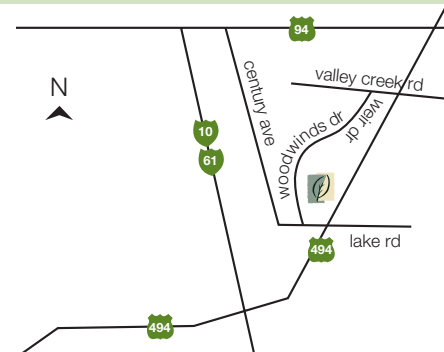 94
valley creek rd
N
century ave
weir dr
woodwinds dr
10
61
lake rd
494
494